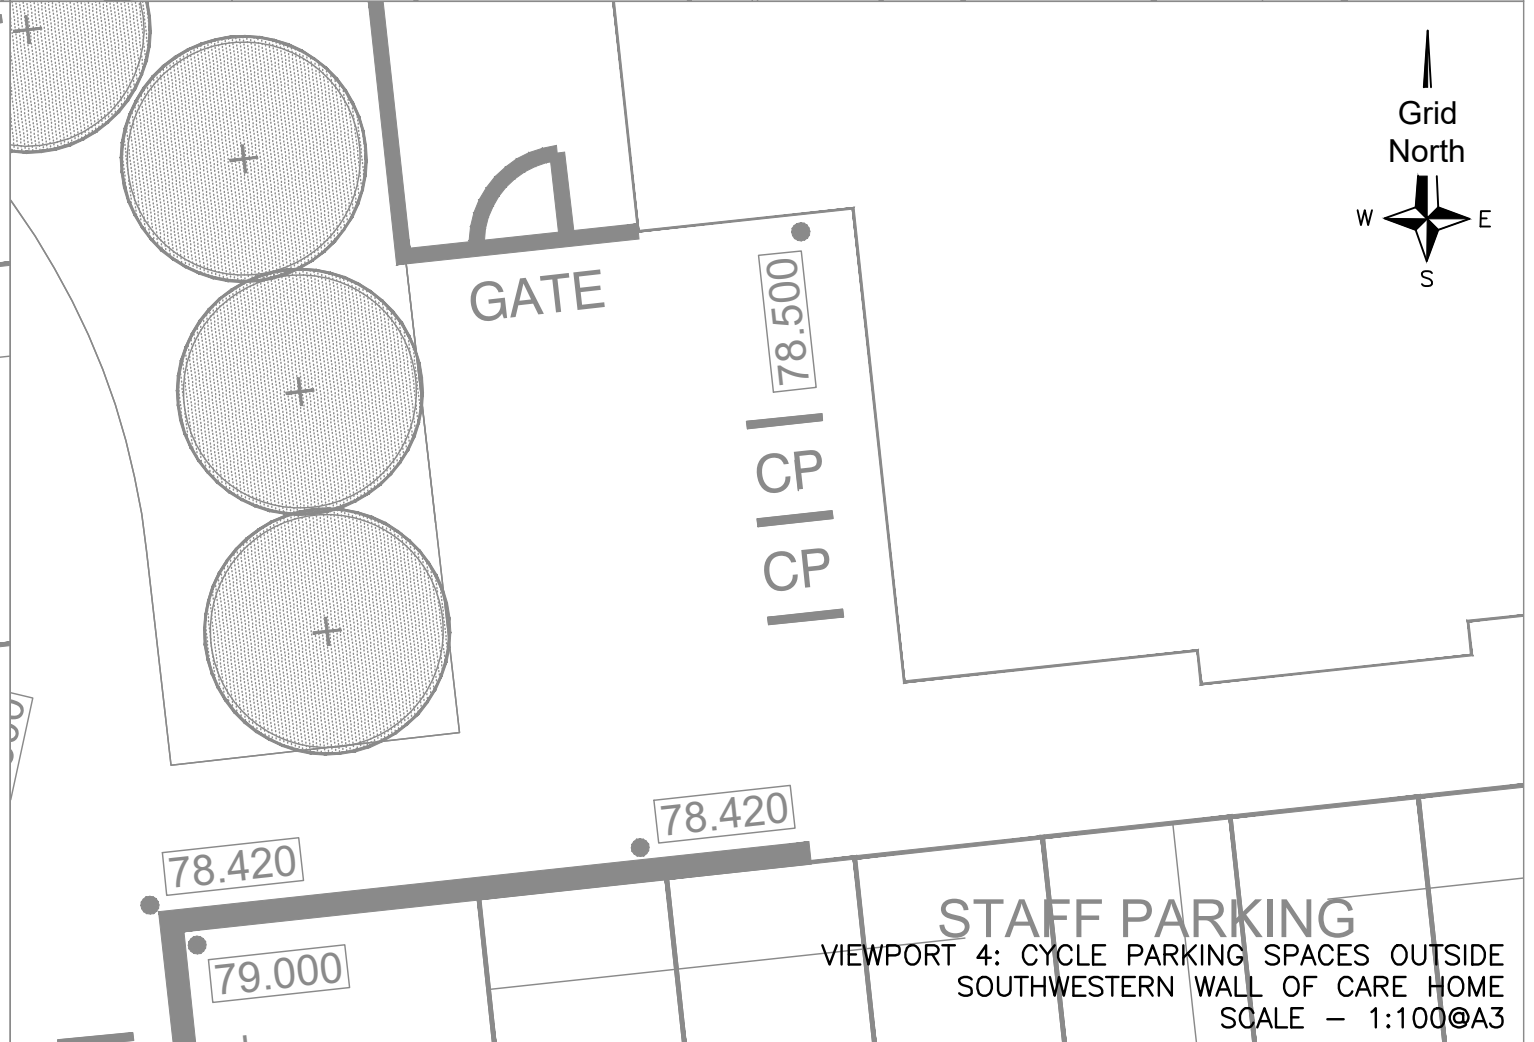 Grid
North
W
E
S
GATE
78.500
CP
CP
78.420
78.420
79.000
STAFF PARKING
VIEWPORT 4: CYCLE PARKING SPACES OUTSIDE
SOUTHWESTERN WALL OF CARE HOME
SCALE - 1:100@A3